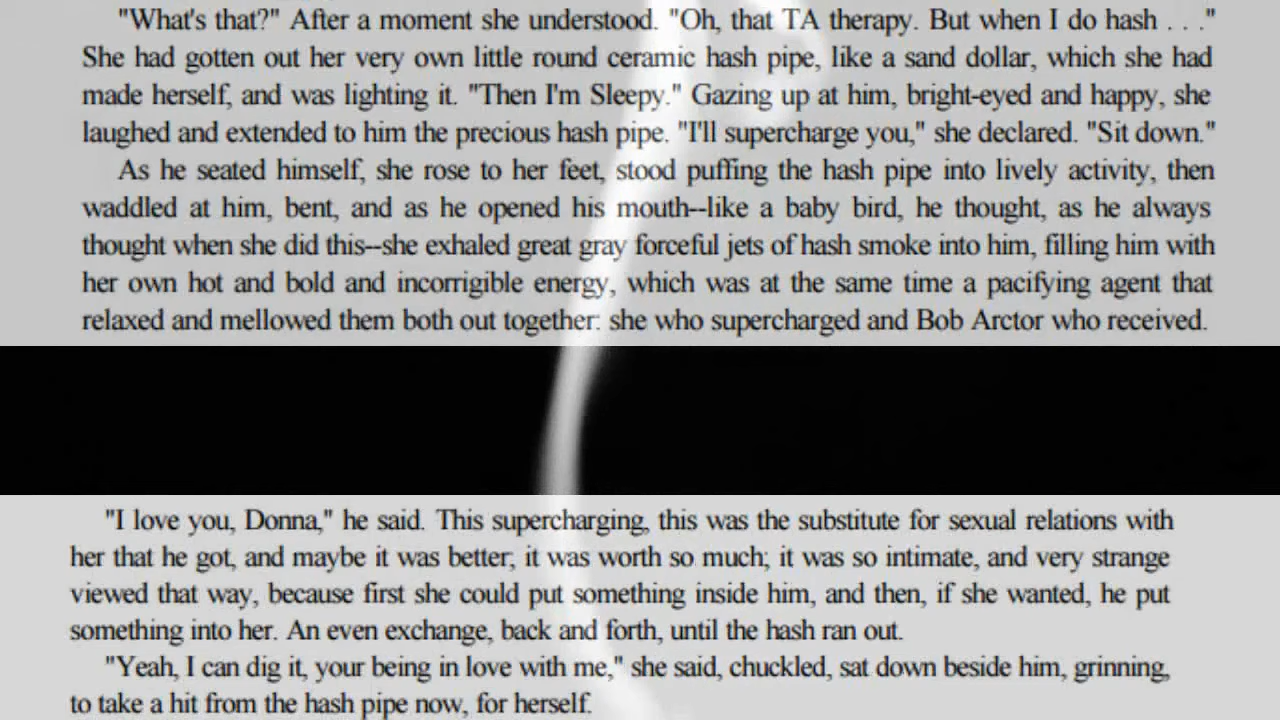 "What's that?" After a moment she understood. "Oh, that TA therapy. But when I do hash . . ."
She had gotten out her very own little round ceramic hash pipe, like a sand dollar, which she had
made herself, and was lighting it. "Then I'm Sleepy." Gazing up at him, bright-eyed and happy, she
laughed and extended to him the precious hash pipe. "I'll supercharge you," she declared. "Sit down."
As he seated himself, she rose to her feet, stood puffing the hash pipe into lively activity, then
waddled at him, bent, and as he opened his mouth--like a baby bird, he thought, as he always
thought when she did this--she exhaled great gray forceful jets of hash smoke into him, filling him with
her own hot and bold and incorrigible energy, which was at the same time a pacifying agent that
relaxed and mellowed them both out together: she who supercharged and Bob Arctor who received.
"I love you, Donna," he said. This supercharging, this was the substitute for sexual relations with
her that he got, and maybe it was better; it was worth so much; it was so intimate, and very strange
viewed that way, because first she could put something inside him, and then, if she wanted, he put
something into her. An even exchange, back and forth, until the hash ran out.
"Yeah, I can dig it, your being in love with me," she said, chuckled, sat down beside him, grinning,
to take a hit from the hash pipe now, for herself.